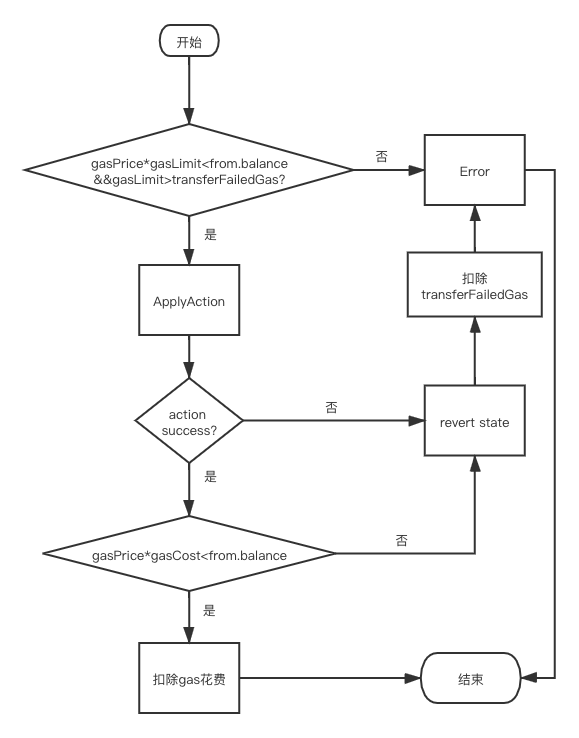 开始
gasPrice*gasLimit<from.balance
&&gasLimit>transferFailedGas?
否
Error
是
ApplyAction
扣除
transferFailedGas
action
success?
否
revert state
是
gasPrice*gasCost<from.balance
否
是
扣除gas花费
结束